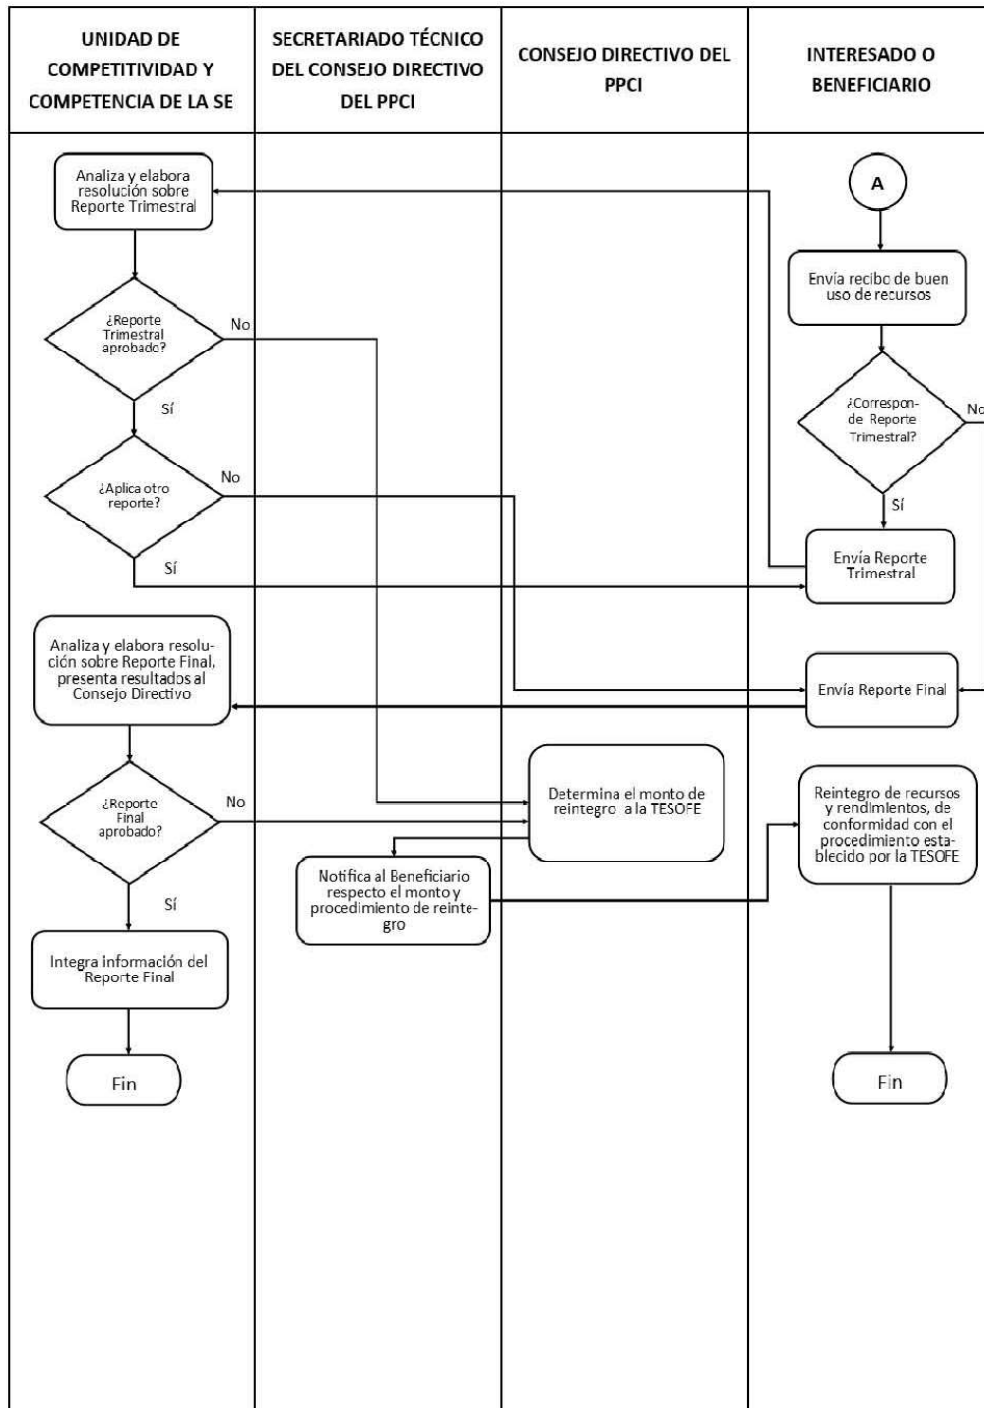 UNIDAD DE
COMPETITIVIDAD Y
COMPETENCIA DE LA SE
SECRETARIADO TÉCNICO
DEL CONSEJO DIRECTIVO
DEL PPCI
CONSEJO DIRECTIVO DEL
PPCI
INTERESADO O
BENEFICIARIO
Analiza y elabora
resolución sobre
Reporte Trimestral
A
Envía recibo de buen
uso de recursos
¿Reporte
Trimestral
aprobado?
No
Sí
¿Correspon-
de Reporte
Trimestral?
No
Sí
¿Aplica otro
reporte?
No
Sí
Envía Reporte
Trimestral
Analiza y elabora resolu-
ción sobre Reporte Final,
presenta resultados al
Consejo Directivo
Envía Reporte Final
¿Reporte
Final
aprobado?
No
Sí
Determina el monto de
reintegro a la TESOFE
Reintegro de recursos
y rendimientos, de
conformidad con el
procedimiento esta-
blecido por la TESOFE
Notifica al Beneficiario
respecto el monto y
procedimiento de reinte-
gro
Integra información del
Reporte Final
Fin
Fin